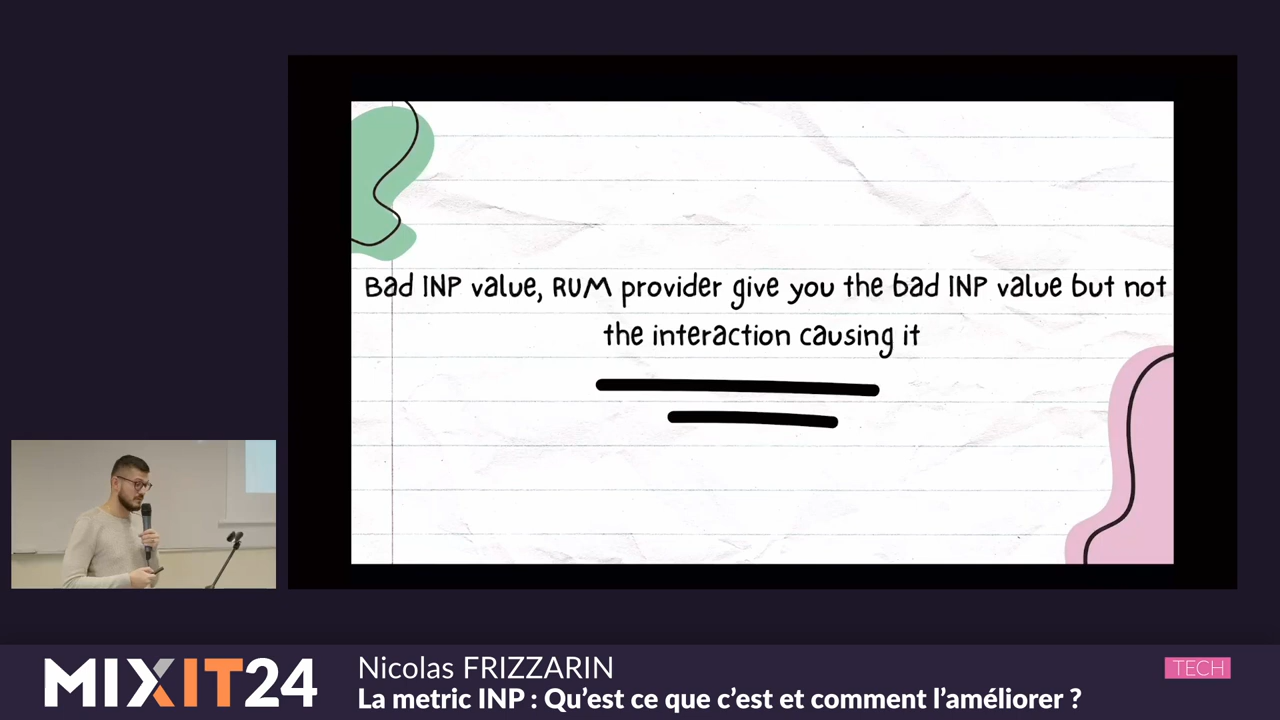 Bad INP value, RUM provider give you the bad INP value but not
the interaction causing it
MIXIT24
Nicolas FRIZZARIN
La metric INP : Qu'est ce que c'est et comment l'améliorer ?
TECH